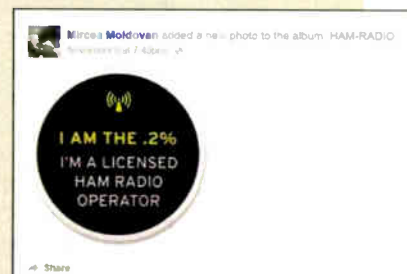 Mircea Moldovan added a new photo to the album: HAM-RADIO
I AM THE .2%
I'M A LICENSED
HAM RADIO
OPERATOR
Share